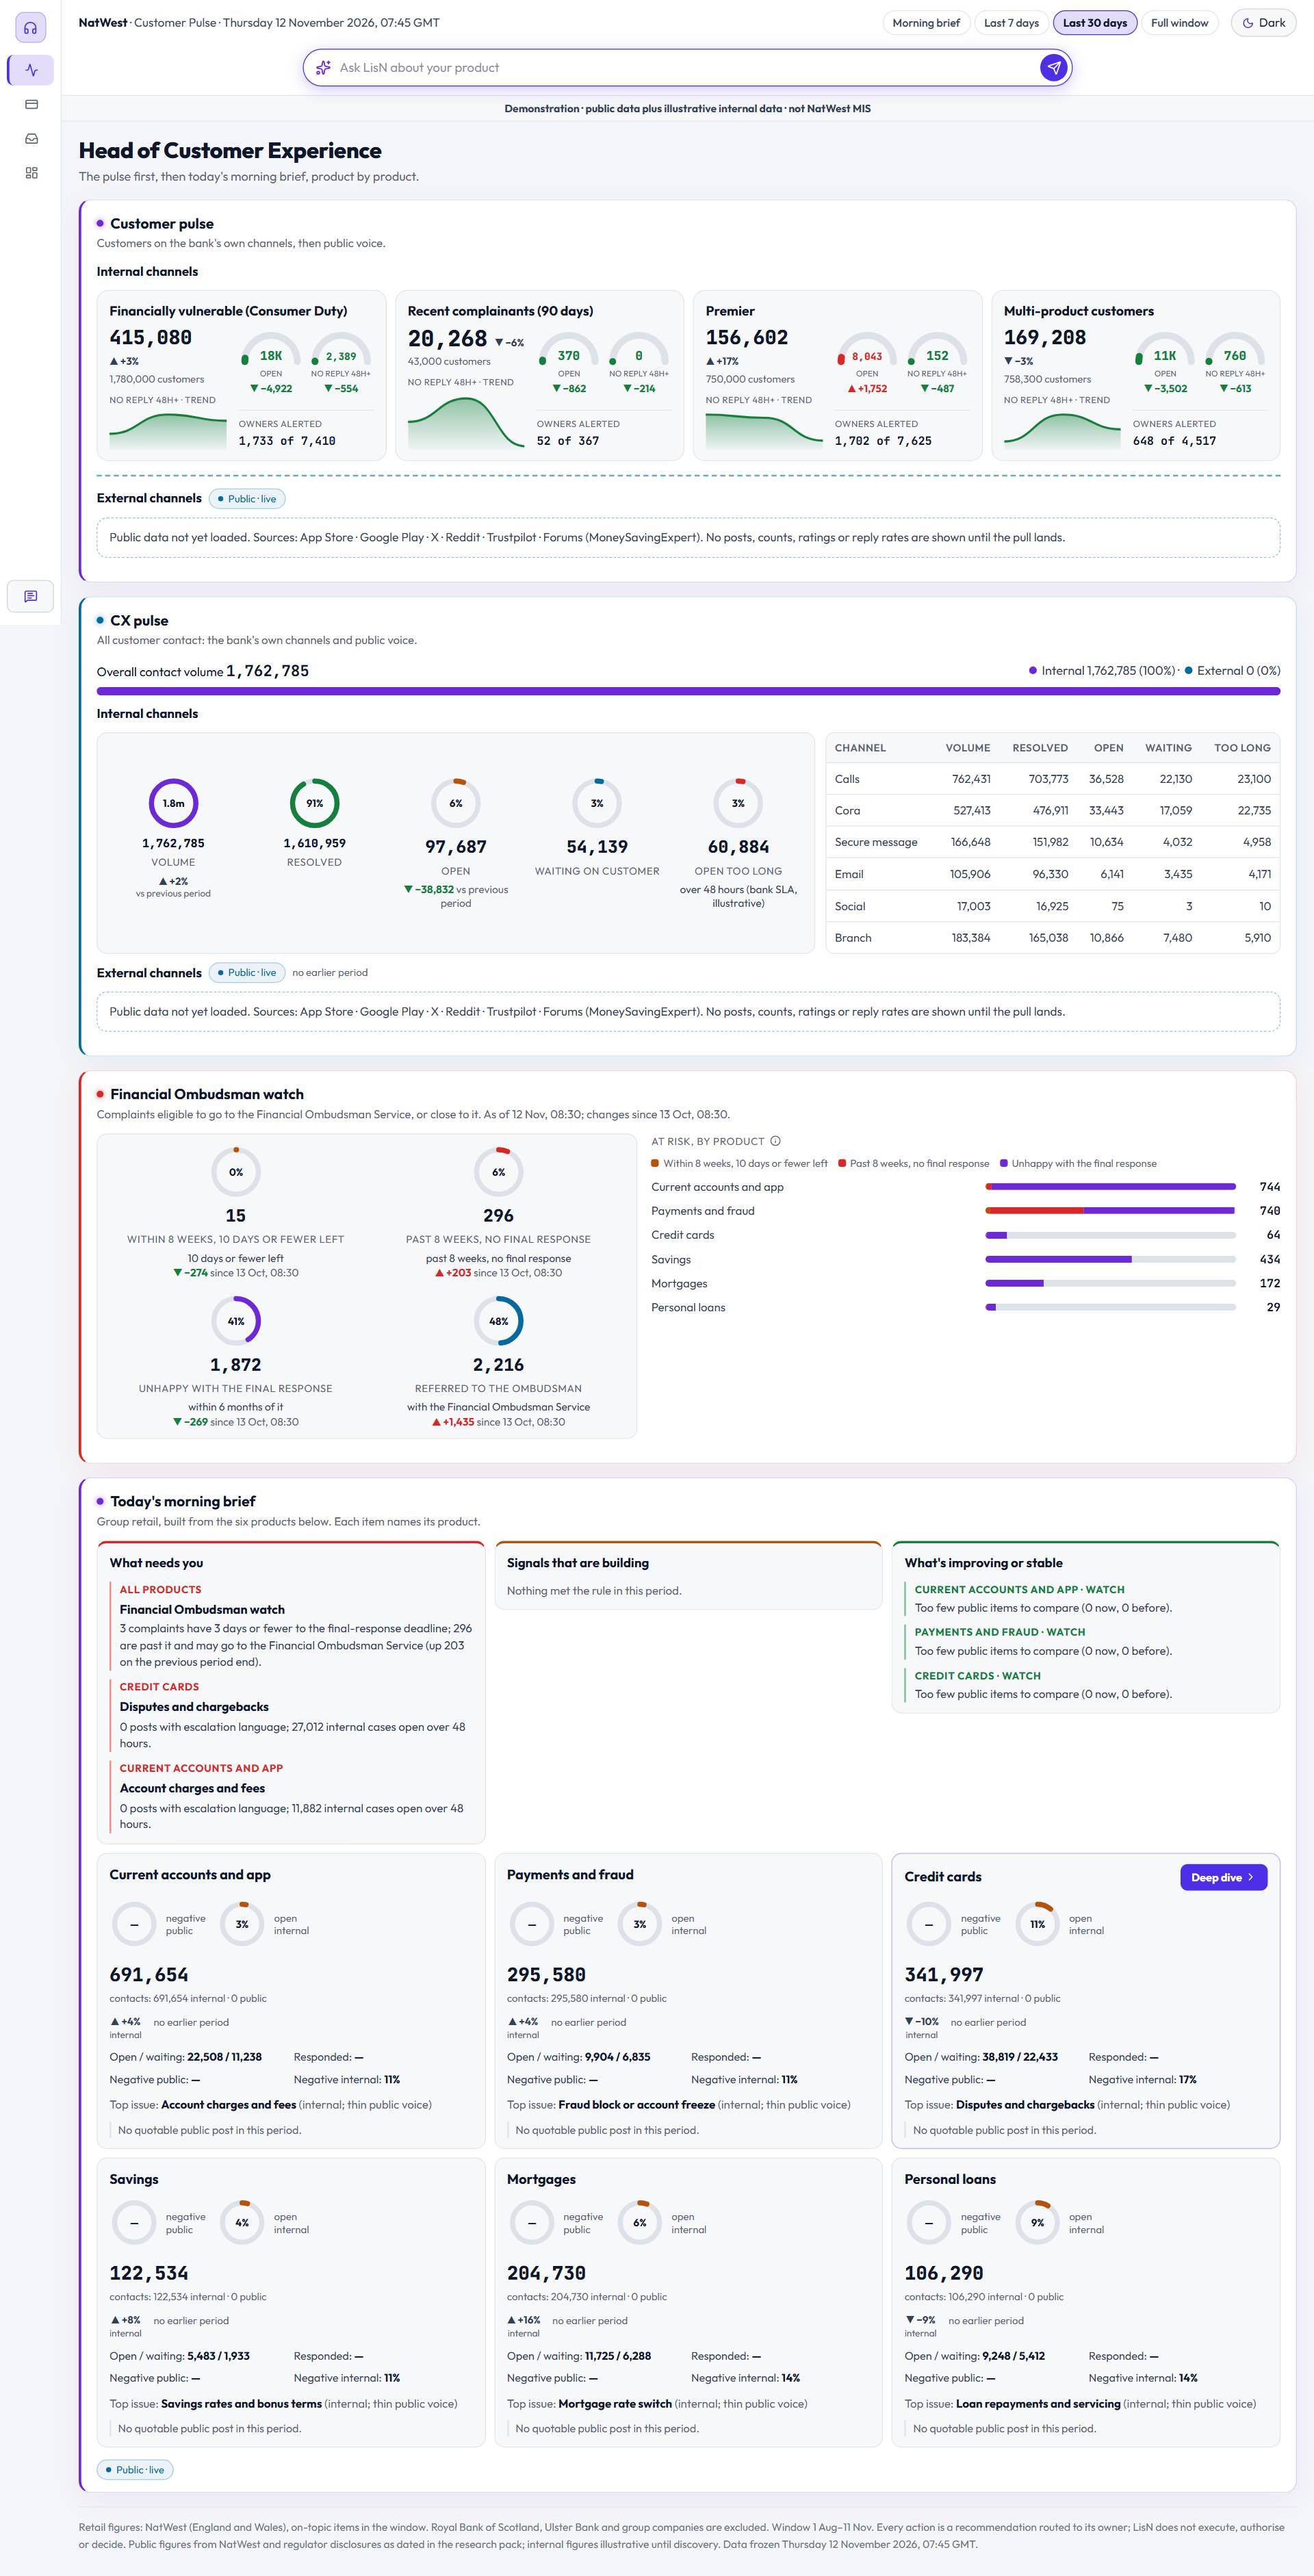 NatWest · Customer Pulse · Thursday 12 November 2026, 07:45 GMT
Morning brief
Last 7 days
Last 30 days
Full window
Dark
Ask LisN about your product
Demonstration · public data plus illustrative internal data · not NatWest MIS
Head of Customer Experience
The pulse first, then today's morning brief, product by product.
Customer pulse
Customers on the bank's own channels, then public voice.
Internal channels
Financially vulnerable (Consumer Duty)
415,080
▲ +3%
1,780,000 customers
NO REPLY 48H+ · TREND
18K
OPEN
▼ −4,922
2,389
NO REPLY 48H+
▼ −554
OWNERS ALERTED
1,733 of 7,410
Recent complainants (90 days)
20,268 ▼ −6%
43,000 customers
NO REPLY 48H+ · TREND
370
OPEN
▼ −862
0
NO REPLY 48H+
▼ −214
OWNERS ALERTED
52 of 367
Premier
156,602
▲ +17%
750,000 customers
NO REPLY 48H+ · TREND
8,043
OPEN
▲ +1,752
152
NO REPLY 48H+
▼ −487
OWNERS ALERTED
1,702 of 7,625
Multi-product customers
169,208
▼ −3%
758,300 customers
NO REPLY 48H+ · TREND
11K
OPEN
▼ −3,502
760
NO REPLY 48H+
▼ −613
OWNERS ALERTED
648 of 4,517
External channels Public · live
Public data not yet loaded. Sources: App Store · Google Play · X · Reddit · Trustpilot · Forums (MoneySavingExpert). No posts, counts, ratings or reply rates are shown until the pull lands.
CX pulse
All customer contact: the bank's own channels and public voice.
Overall contact volume 1,762,785
Internal 1,762,785 (100%) · External 0 (0%)
Internal channels
1.8m
1,762,785
VOLUME
▲ +2%
vs previous period
91%
1,610,959
RESOLVED
6%
97,687
OPEN
▼ −38,832 vs previous
period
3%
54,139
WAITING ON CUSTOMER
3%
60,884
OPEN TOO LONG
over 48 hours (bank SLA,
illustrative)
CHANNEL VOLUME RESOLVED OPEN WAITING TOO LONG
Calls 762,431 703,773 36,528 22,130 23,100
Cora 527,413 476,911 33,443 17,059 22,735
Secure message 166,648 151,982 10,634 4,032 4,958
Email 105,906 96,330 6,141 3,435 4,171
Social 17,003 16,925 75 3 10
Branch 183,384 165,038 10,866 7,480 5,910
External channels Public · live no earlier period
Public data not yet loaded. Sources: App Store · Google Play · X · Reddit · Trustpilot · Forums (MoneySavingExpert). No posts, counts, ratings or reply rates are shown until the pull lands.
Financial Ombudsman watch
Complaints eligible to go to the Financial Ombudsman Service, or close to it. As of 12 Nov, 08:30; changes since 13 Oct, 08:30.
0%
15
WITHIN 8 WEEKS, 10 DAYS OR FEWER LEFT
10 days or fewer left
▼ −274 since 13 Oct, 08:30
6%
296
PAST 8 WEEKS, NO FINAL RESPONSE
past 8 weeks, no final response
▲ +203 since 13 Oct, 08:30
41%
1,872
UNHAPPY WITH THE FINAL RESPONSE
within 6 months of it
▼ −269 since 13 Oct, 08:30
48%
2,216
REFERRED TO THE OMBUDSMAN
with the Financial Ombudsman Service
▲ +1,435 since 13 Oct, 08:30
AT RISK, BY PRODUCT
Within 8 weeks, 10 days or fewer left Past 8 weeks, no final response Unhappy with the final response
Current accounts and app 744
Payments and fraud 740
Credit cards 64
Savings 434
Mortgages 172
Personal loans 29
Today's morning brief
Group retail, built from the six products below. Each item names its product.
What needs you
ALL PRODUCTS
Financial Ombudsman watch
3 complaints have 3 days or fewer to the final-response deadline; 296
are past it and may go to the Financial Ombudsman Service (up 203
on the previous period end).
CREDIT CARDS
Disputes and chargebacks
0 posts with escalation language; 27,012 internal cases open over 48
hours.
CURRENT ACCOUNTS AND APP
Account charges and fees
0 posts with escalation language; 11,882 internal cases open over 48
hours.
Signals that are building
Nothing met the rule in this period.
What's improving or stable
CURRENT ACCOUNTS AND APP · WATCH
Too few public items to compare (0 now, 0 before).
PAYMENTS AND FRAUD · WATCH
Too few public items to compare (0 now, 0 before).
CREDIT CARDS · WATCH
Too few public items to compare (0 now, 0 before).
Current accounts and app
— negative
public
3% open
internal
691,654
contacts: 691,654 internal · 0 public
▲ +4% no earlier period
internal
Open / waiting: 22,508 / 11,238 Responded: —
Negative public: — Negative internal: 11%
Top issue: Account charges and fees (internal; thin public voice)
No quotable public post in this period.
Payments and fraud
— negative
public
3% open
internal
295,580
contacts: 295,580 internal · 0 public
▲ +4% no earlier period
internal
Open / waiting: 9,904 / 6,835 Responded: —
Negative public: — Negative internal: 11%
Top issue: Fraud block or account freeze (internal; thin public voice)
No quotable public post in this period.
Credit cards
Deep dive
— negative
public
11% open
internal
341,997
contacts: 341,997 internal · 0 public
▼ −10% no earlier period
internal
Open / waiting: 38,819 / 22,433 Responded: —
Negative public: — Negative internal: 17%
Top issue: Disputes and chargebacks (internal; thin public voice)
No quotable public post in this period.
Savings
— negative
public
4% open
internal
122,534
contacts: 122,534 internal · 0 public
▲ +8% no earlier period
internal
Open / waiting: 5,483 / 1,933 Responded: —
Negative public: — Negative internal: 11%
Top issue: Savings rates and bonus terms (internal; thin public voice)
No quotable public post in this period.
Mortgages
— negative
public
6% open
internal
204,730
contacts: 204,730 internal · 0 public
▲ +16% no earlier period
internal
Open / waiting: 11,725 / 6,288 Responded: —
Negative public: — Negative internal: 14%
Top issue: Mortgage rate switch (internal; thin public voice)
No quotable public post in this period.
Personal loans
— negative
public
9% open
internal
106,290
contacts: 106,290 internal · 0 public
▼ −9% no earlier period
internal
Open / waiting: 9,248 / 5,412 Responded: —
Negative public: — Negative internal: 14%
Top issue: Loan repayments and servicing (internal; thin public voice)
No quotable public post in this period.
Public · live
Retail figures: NatWest (England and Wales), on-topic items in the window. Royal Bank of Scotland, Ulster Bank and group companies are excluded. Window 1 Aug–11 Nov. Every action is a recommendation routed to its owner; LisN does not execute, authorise
or decide. Public figures from NatWest and regulator disclosures as dated in the research pack; internal figures illustrative until discovery. Data frozen Thursday 12 November 2026, 07:45 GMT.